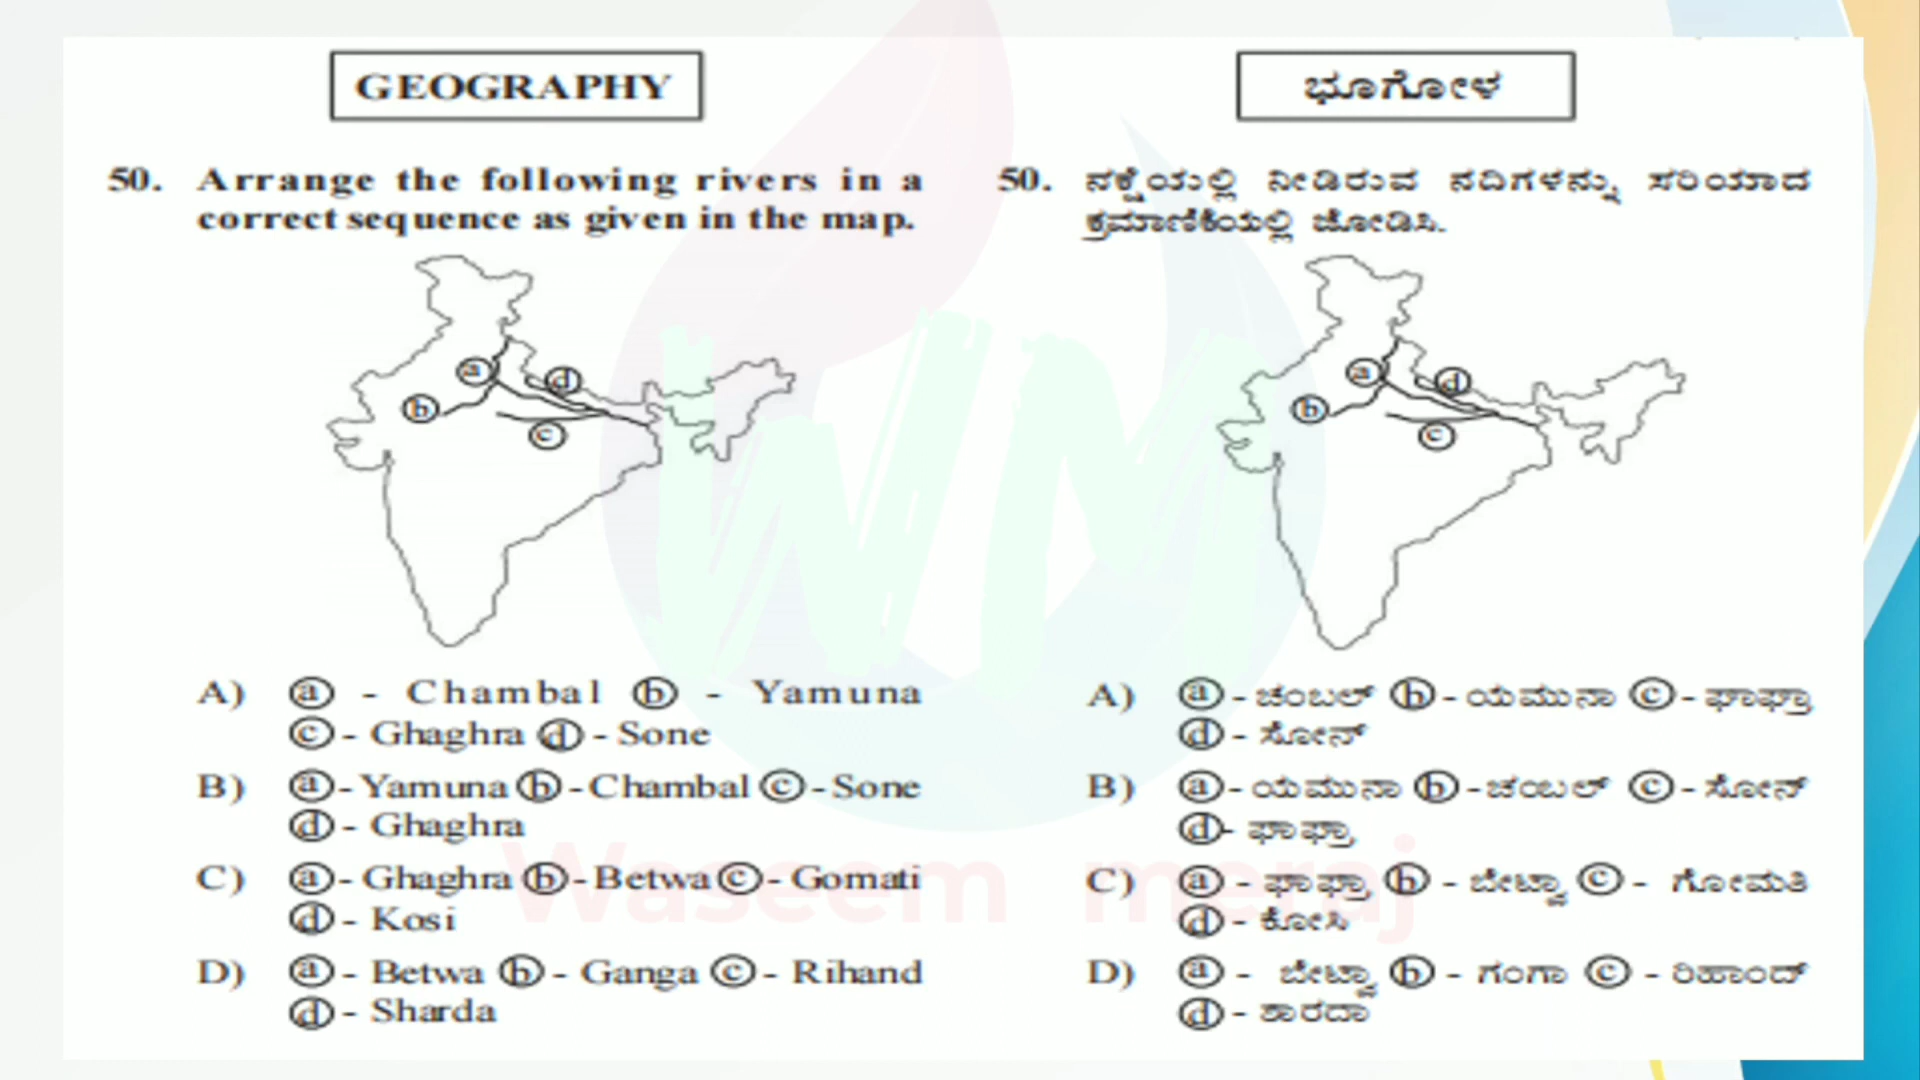 GEOGRAPHY
50. Arrange the following rivers in a
correct sequence as given in the map.
a
d
b
c
A) a - Chambal b - Yamuna
c - Ghaghra d - Sone
B) a - Yamuna b - Chambal c - Sone
d - Ghaghra
C) a - Ghaghra b - Betwa c - Gomati
d - Kosi
D) a - Betwa b - Ganga c - Rihand
d - Sharda
ಭೂಗೋಳ
50. ನಕ್ಷೆಯಲ್ಲಿ ನೀಡಿರುವ ನದಿಗಳನ್ನು ಸರಿಯಾದ
ಕ್ರಮಾಣಿಕೆಯಲ್ಲಿ ಜೋಡಿಸಿ.
a
d
b
c
A) a - ಚಂಬಲ್ b - ಯಮುನಾ c - ಘಾಘ್ರಾ
d - ಸೋನ್
B) a - ಯಮುನಾ b - ಚಂಬಲ್ c - ಸೋನ್
d - ಘಾಘ್ರಾ
C) a - ಘಾಘ್ರಾ b - ಬೇಟ್ವಾ c - ಗೋಮತಿ
d - ಕೋಸಿ
D) a - ಬೇಟ್ವಾ b - ಗಂಗಾ c - ರಿಹಾಂದ್
d - ಶಾರದಾ
WM
Waseem meraj